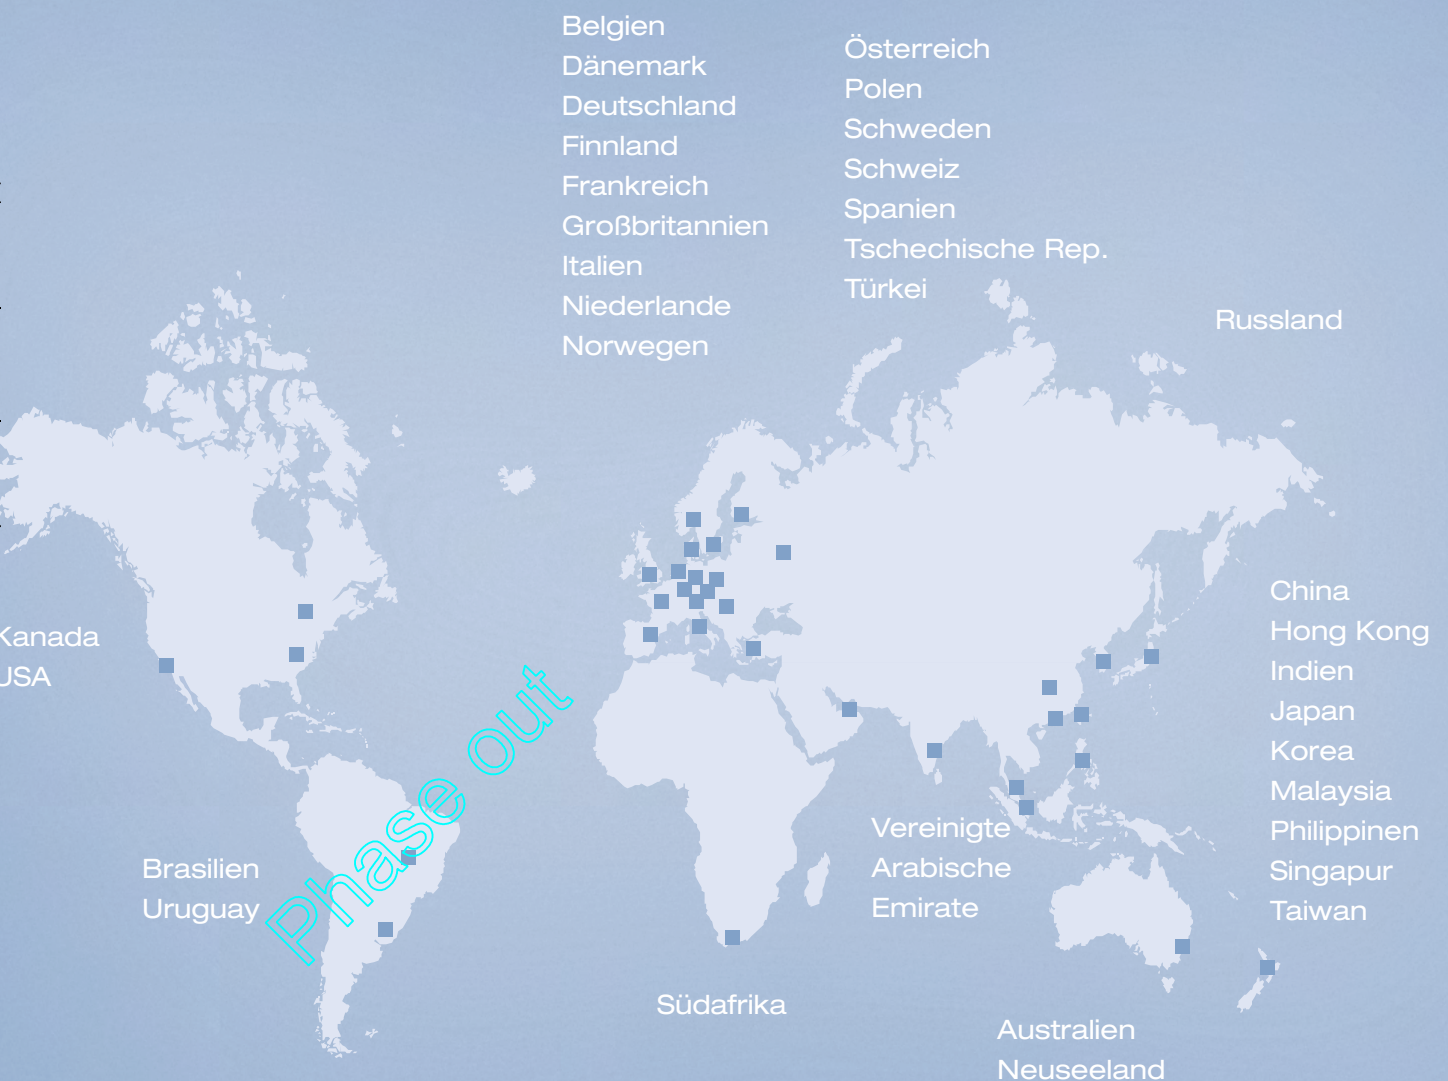 Belgien
Dänemark
Deutschland
Finnland
Frankreich
Großbritannien
Italien
Niederlande
Norwegen
Österreich
Polen
Schweden
Schweiz
Spanien
Tschechische Rep.
Türkei
Russland
Kanada
USA
China
Hong Kong
Indien
Japan
Korea
Malaysia
Philippinen
Singapur
Taiwan
Brasilien
Uruguay
Phase out
Vereinigte
Arabische
Emirate
Südafrika
Australien
Neuseeland